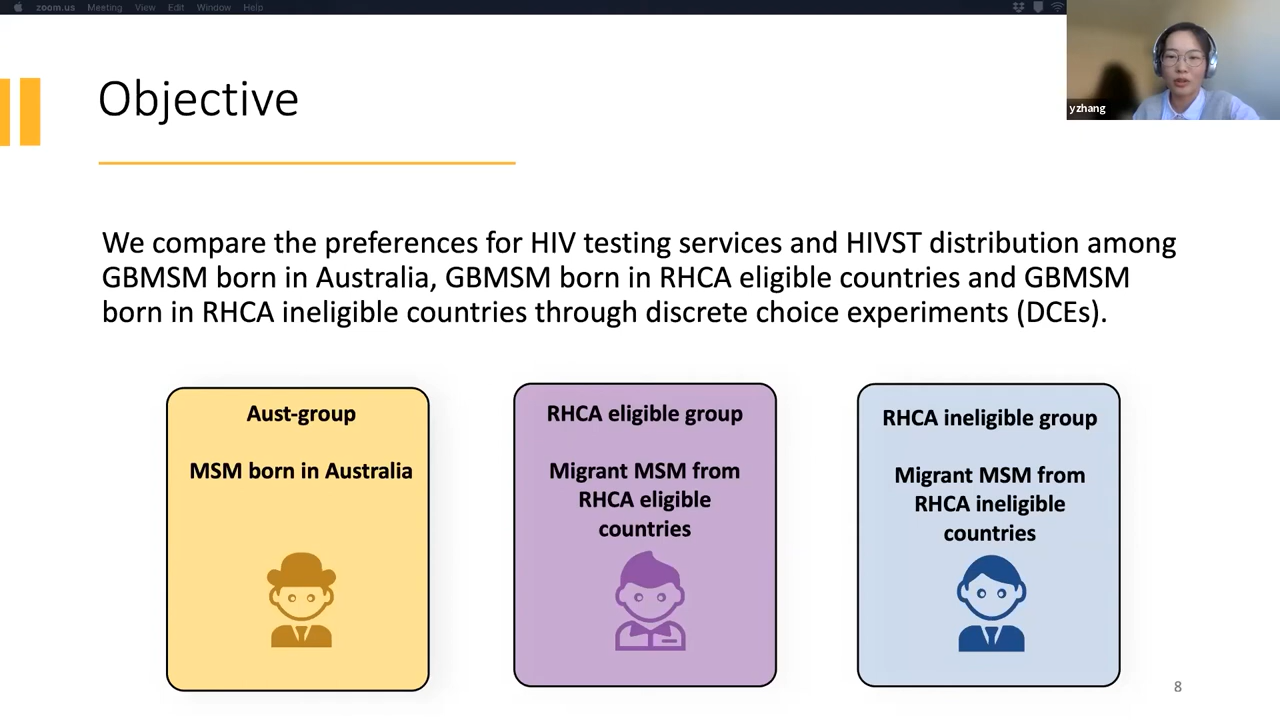 zoom.us Meeting View Edit Window Help
Objective
yzhang
We compare the preferences for HIV testing services and HIVST distribution among
GBMSM born in Australia, GBMSM born in RHCA eligible countries and GBMSM
born in RHCA ineligible countries through discrete choice experiments (DCEs).
Aust-group
MSM born in Australia
RHCA eligible group
Migrant MSM from
RHCA eligible
countries
RHCA ineligible group
Migrant MSM from
RHCA ineligible
countries
8